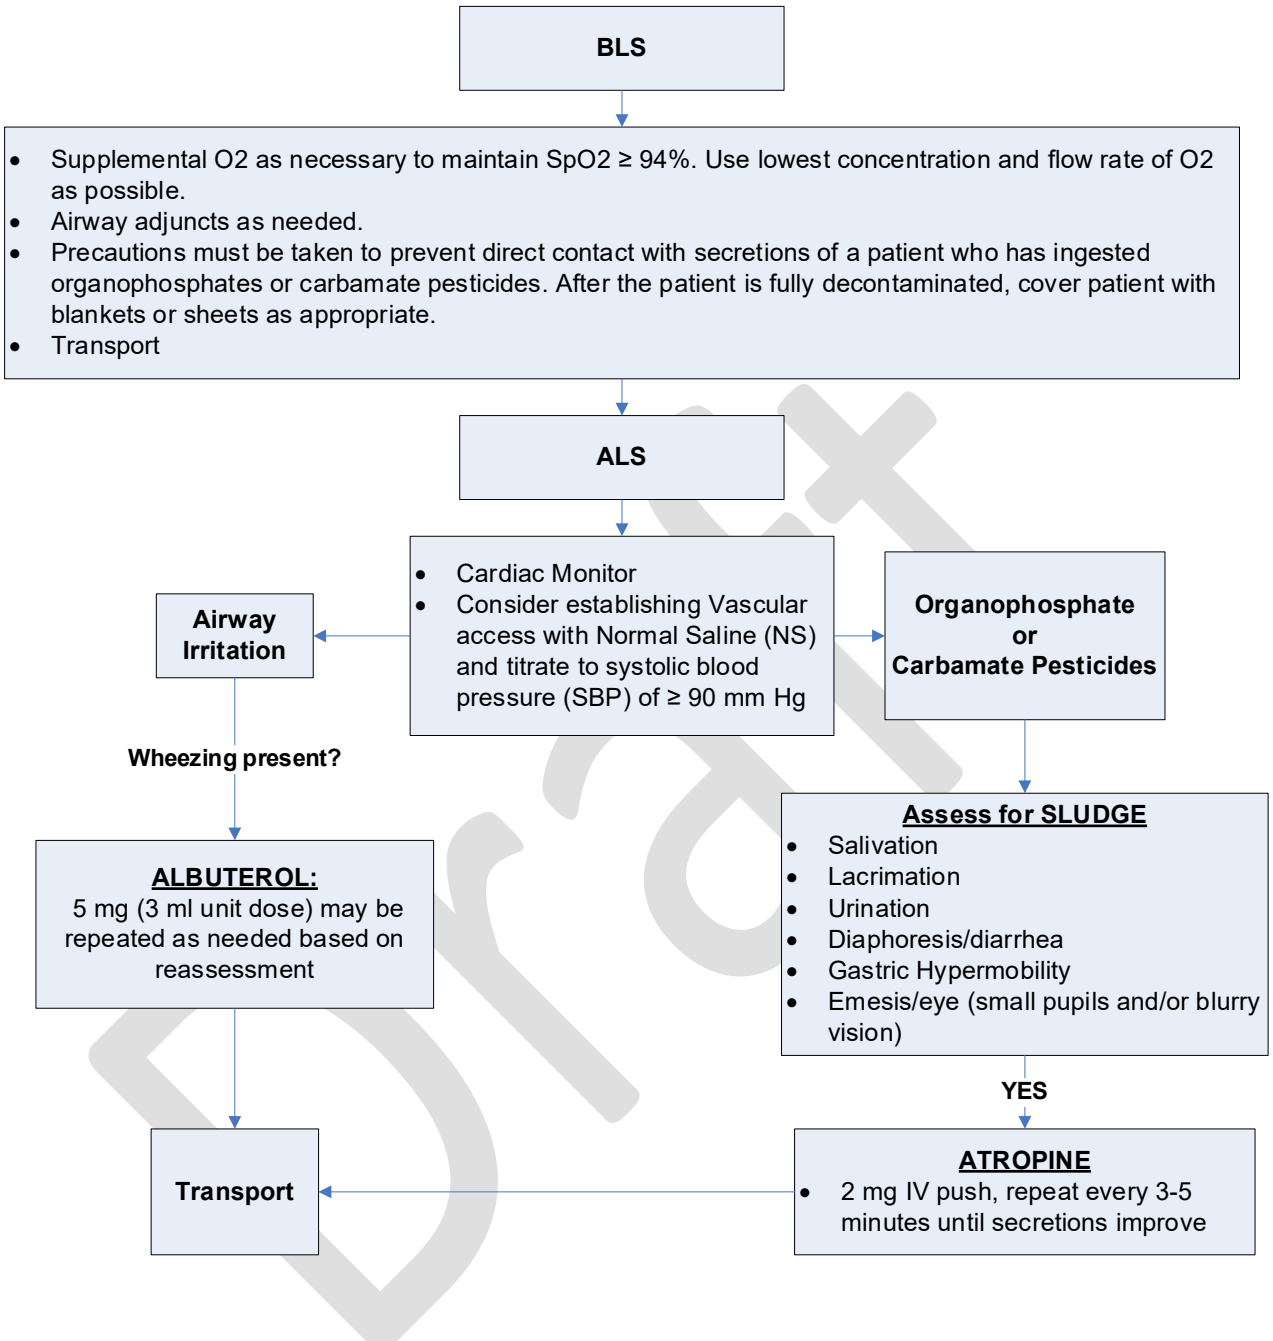 BLS
• Supplemental O2 as necessary to maintain SpO2 ≥ 94%. Use lowest concentration and flow rate of O2
as possible.
• Airway adjuncts as needed.
• Precautions must be taken to prevent direct contact with secretions of a patient who has ingested
organophosphates or carbamate pesticides. After the patient is fully decontaminated, cover patient with
blankets or sheets as appropriate.
• Transport
ALS
• Cardiac Monitor
• Consider establishing Vascular
access with Normal Saline (NS)
and titrate to systolic blood
pressure (SBP) of ≥ 90 mm Hg
Airway
Irritation
Wheezing present?
ALBUTEROL:
5 mg (3 ml unit dose) may be
repeated as needed based on
reassessment
Organophosphate
or
Carbamate Pesticides
Assess for SLUDGE
• Salivation
• Lacrimation
• Urination
• Diaphoresis/diarrhea
• Gastric Hypermobility
• Emesis/eye (small pupils and/or blurry
vision)
YES
ATROPINE
• 2 mg IV push, repeat every 3-5
minutes until secretions improve
Transport
Draft